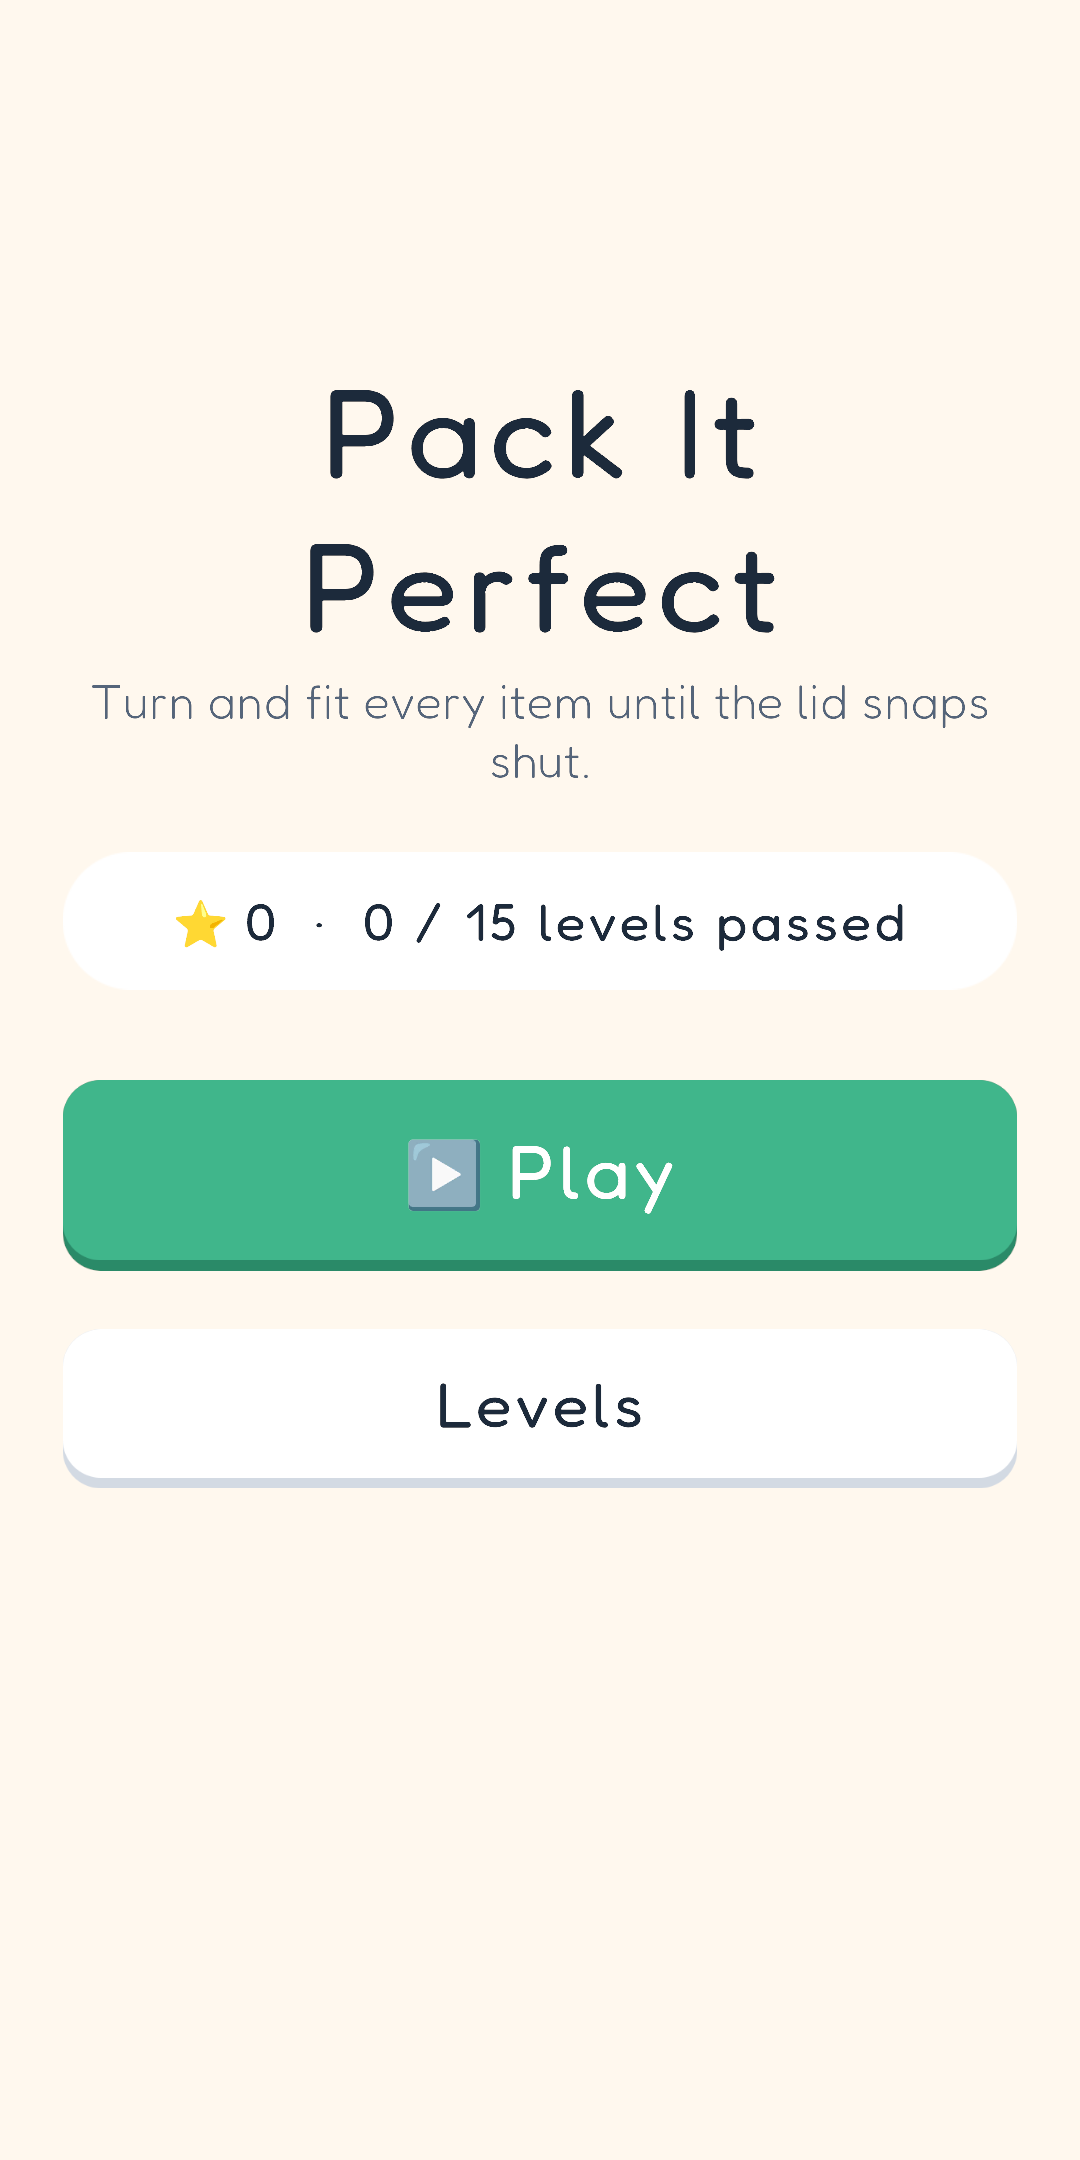 Pack It
Perfect
Turn and fit every item until the lid snaps
shut.
⭐ 0 · 0 / 15 levels passed
▶️ Play
Levels